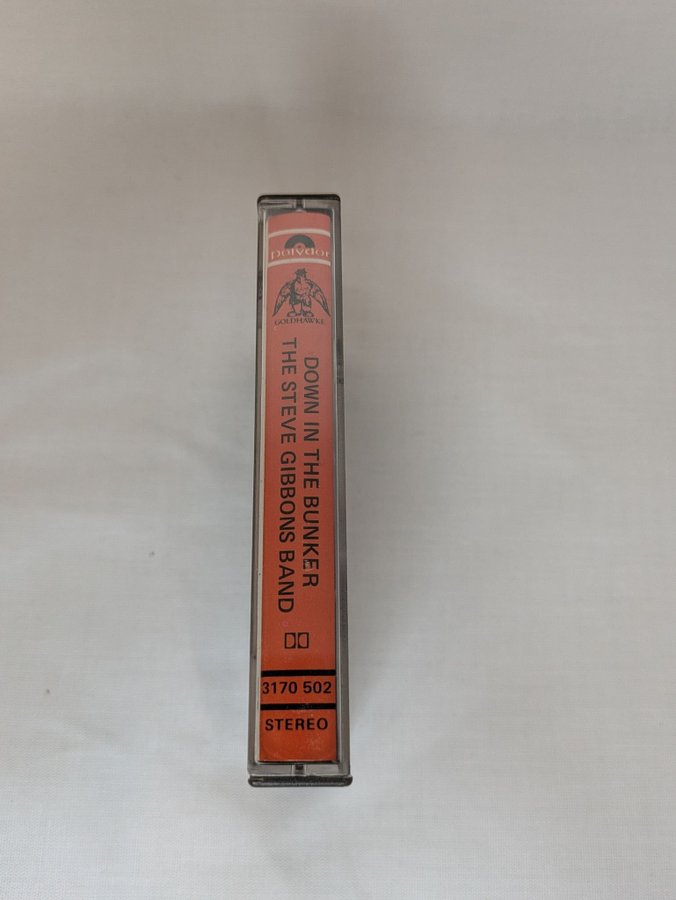 polydor
GOLDHAWKE
DOWN IN THE BUNKER
THE STEVE GIBBONS BAND
3170 502
STEREO